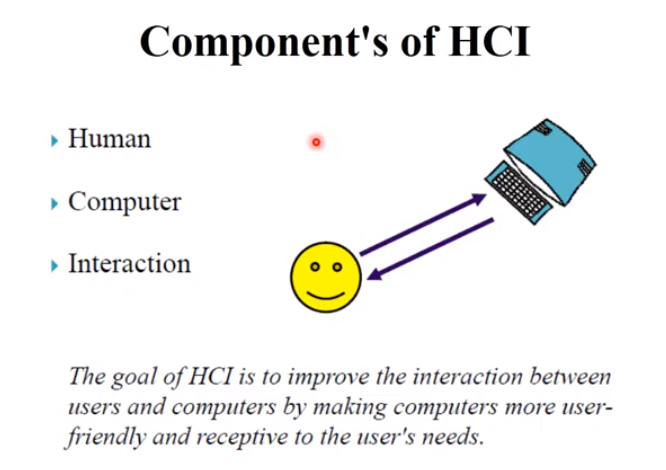 Component's of HCI
Human
Computer
Interaction
The goal of HCI is to improve the interaction between
users and computers by making computers more user-
friendly and receptive to the user's needs.